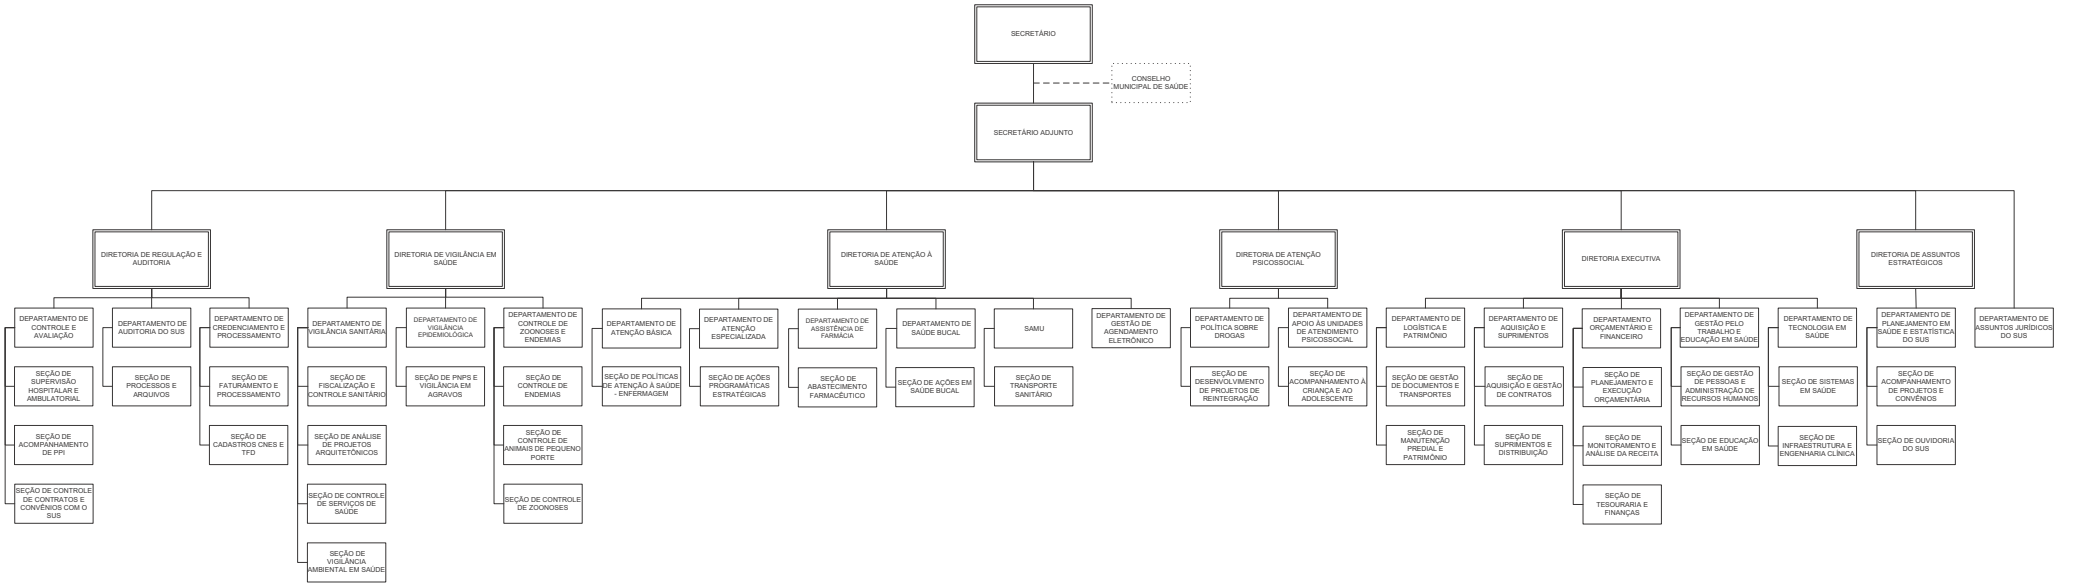 SECRETÁRIO
CONSELHO
MUNICIPAL DE SAÚDE
SECRETÁRIO ADJUNTO
DIRETORIA DE REGULAÇÃO E
AUDITORIA
DIRETORIA DE VIGILÂNCIA EM
SAÚDE
DIRETORIA DE ATENÇÃO À
SAÚDE
DIRETORIA DE ATENÇÃO
PSICOSSOCIAL
DIRETORIA EXECUTIVA
DIRETORIA DE ASSUNTOS
ESTRATÉGICOS
DEPARTAMENTO DE
CONTROLE E
AVALIAÇÃO
DEPARTAMENTO DE
AUDITORIA DO SUS
DEPARTAMENTO DE
CREDENCIAMENTO E
PROCESSAMENTO
DEPARTAMENTO DE
VIGILÂNCIA SANITÁRIA
DEPARTAMENTO DE
VIGILÂNCIA
EPIDEMIOLÓGICA
DEPARTAMENTO DE
CONTROLE DE
ZOONOSES E
ENDEMIAS
DEPARTAMENTO DE
ATENÇÃO BÁSICA
DEPARTAMENTO DE
ATENÇÃO
ESPECIALIZADA
DEPARTAMENTO DE
ASSISTÊNCIA DE
FARMÁCIA
DEPARTAMENTO DE
SAÚDE BUCAL
SAMU
DEPARTAMENTO DE
GESTÃO DE
AGENDAMENTO
ELETRÔNICO
DEPARTAMENTO DE
POLÍTICA SOBRE
DROGAS
DEPARTAMENTO DE
APOIO ÀS UNIDADES
DE ATENDIMENTO
PSICOSSOCIAL
DEPARTAMENTO DE
LOGÍSTICA E
PATRIMÔNIO
DEPARTAMENTO DE
AQUISIÇÃO E
SUPRIMENTOS
DEPARTAMENTO
ORÇAMENTÁRIO E
FINANCEIRO
DEPARTAMENTO DE
GESTÃO PELO
TRABALHO E
EDUCAÇÃO EM SAÚDE
DEPARTAMENTO DE
TECNOLOGIA EM
SAÚDE
DEPARTAMENTO DE
PLANEJAMENTO EM
SAÚDE E ESTATÍSTICA
DO SUS
DEPARTAMENTO DE
ASSUNTOS JURÍDICOS
DO SUS
SEÇÃO DE
SUPERVISÃO
HOSPITALAR E
AMBULATORIAL
SEÇÃO DE
PROCESSOS E
ARQUIVOS
SEÇÃO DE
FATURAMENTO E
PROCESSAMENTO
SEÇÃO DE
FISCALIZAÇÃO E
CONTROLE SANITÁRIO
SEÇÃO DE PNPS E
VIGILÂNCIA EM
AGRAVOS
SEÇÃO DE
CONTROLE DE
ENDEMIAS
SEÇÃO DE POLÍTICAS
DE ATENÇÃO À SAÚDE
- ENFERMAGEM
SEÇÃO DE AÇÕES
PROGRAMÁTICAS
ESTRATÉGICAS
SEÇÃO DE
ABASTECIMENTO
FARMACÊUTICO
SEÇÃO DE AÇÕES EM
SAÚDE BUCAL
SEÇÃO DE
TRANSPORTE
SANITÁRIO
SEÇÃO DE
DESENVOLVIMENTO
DE PROJETOS DE
REINTEGRAÇÃO
SEÇÃO DE
ACOMPANHAMENTO À
CRIANÇA E AO
ADOLESCENTE
SEÇÃO DE GESTÃO
DE DOCUMENTOS E
TRANSPORTES
SEÇÃO DE
AQUISIÇÃO E GESTÃO
DE CONTRATOS
SEÇÃO DE
PLANEJAMENTO E
EXECUÇÃO
ORÇAMENTÁRIA
SEÇÃO DE GESTÃO
DE PESSOAS E
ADMINISTRAÇÃO DE
RECURSOS HUMANOS
SEÇÃO DE SISTEMAS
EM SAÚDE
SEÇÃO DE
ACOMPANHAMENTO
DE PROJETOS E
CONVÊNIOS
SEÇÃO DE
ACOMPANHAMENTO
DE PPI
SEÇÃO DE
CADASTROS CNES E
TFD
SEÇÃO DE ANÁLISE
DE PROJETOS
ARQUITETÔNICOS
SEÇÃO DE
CONTROLE DE
ANIMAIS DE PEQUENO
PORTE
SEÇÃO DE
MANUTENÇÃO
PREDIAL E
PATRIMÔNIO
SEÇÃO DE
SUPRIMENTOS E
DISTRIBUIÇÃO
SEÇÃO DE
MONITORAMENTO E
ANÁLISE DA RECEITA
SEÇÃO DE EDUCAÇÃO
EM SAÚDE
SEÇÃO DE
INFRAESTRUTURA E
ENGENHARIA CLÍNICA
SEÇÃO DE OUVIDORIA
DO SUS
SEÇÃO DE CONTROLE
DE CONTRATOS E
CONVÊNIOS COM O
SUS
SEÇÃO DE CONTROLE
DE SERVIÇOS DE
SAÚDE
SEÇÃO DE CONTROLE
DE ZOONOSES
SEÇÃO DE
TESOURARIA E
FINANÇAS
SEÇÃO DE
VIGILÂNCIA
AMBIENTAL EM SAÚDE